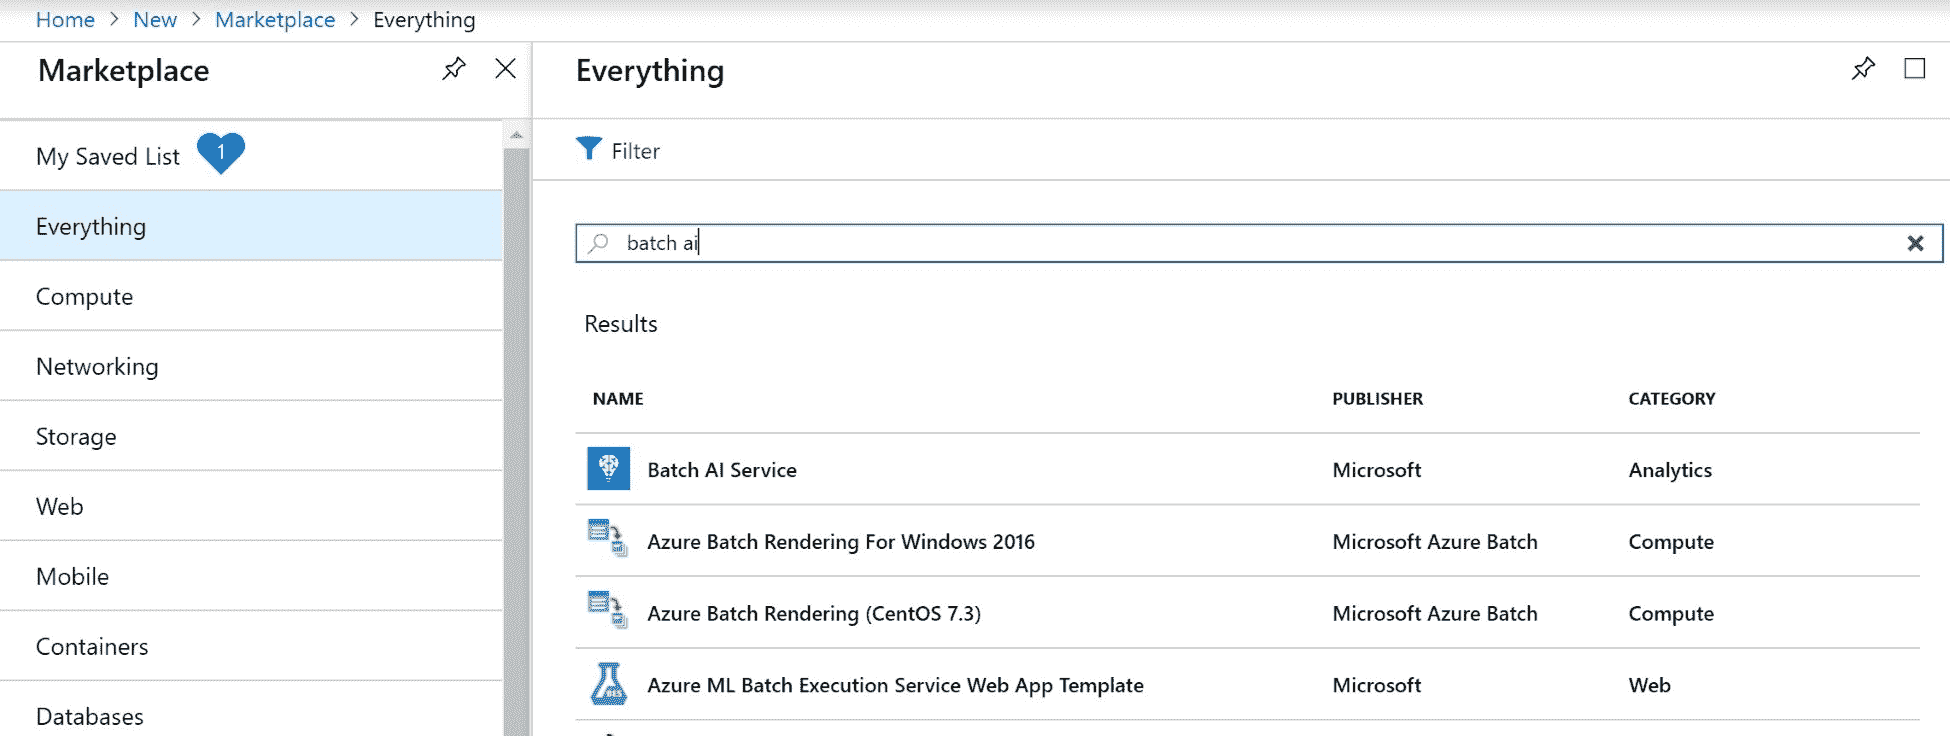 Home > New > Marketplace > Everything
Marketplace
My Saved List 1
Everything
Compute
Networking
Storage
Web
Mobile
Containers
Databases
Everything
Filter
batch ai
Results
NAME PUBLISHER CATEGORY
Batch AI Service Microsoft Analytics
Azure Batch Rendering For Windows 2016 Microsoft Azure Batch Compute
Azure Batch Rendering (CentOS 7.3) Microsoft Azure Batch Compute
Azure ML Batch Execution Service Web App Template Microsoft Web